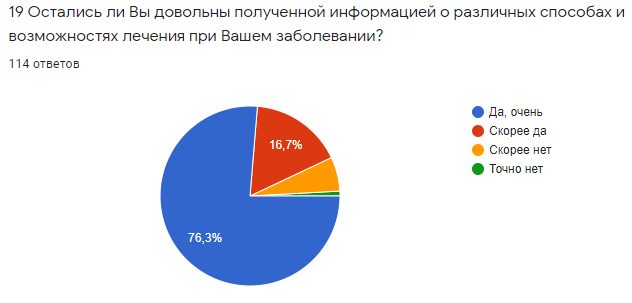 19 Остались ли Вы довольны полученной информацией о различных способах и
возможностях лечения при Вашем заболевании?
114 ответов
Да, очень
Скорее да
Скорее нет
Точно нет
16,7%
76,3%